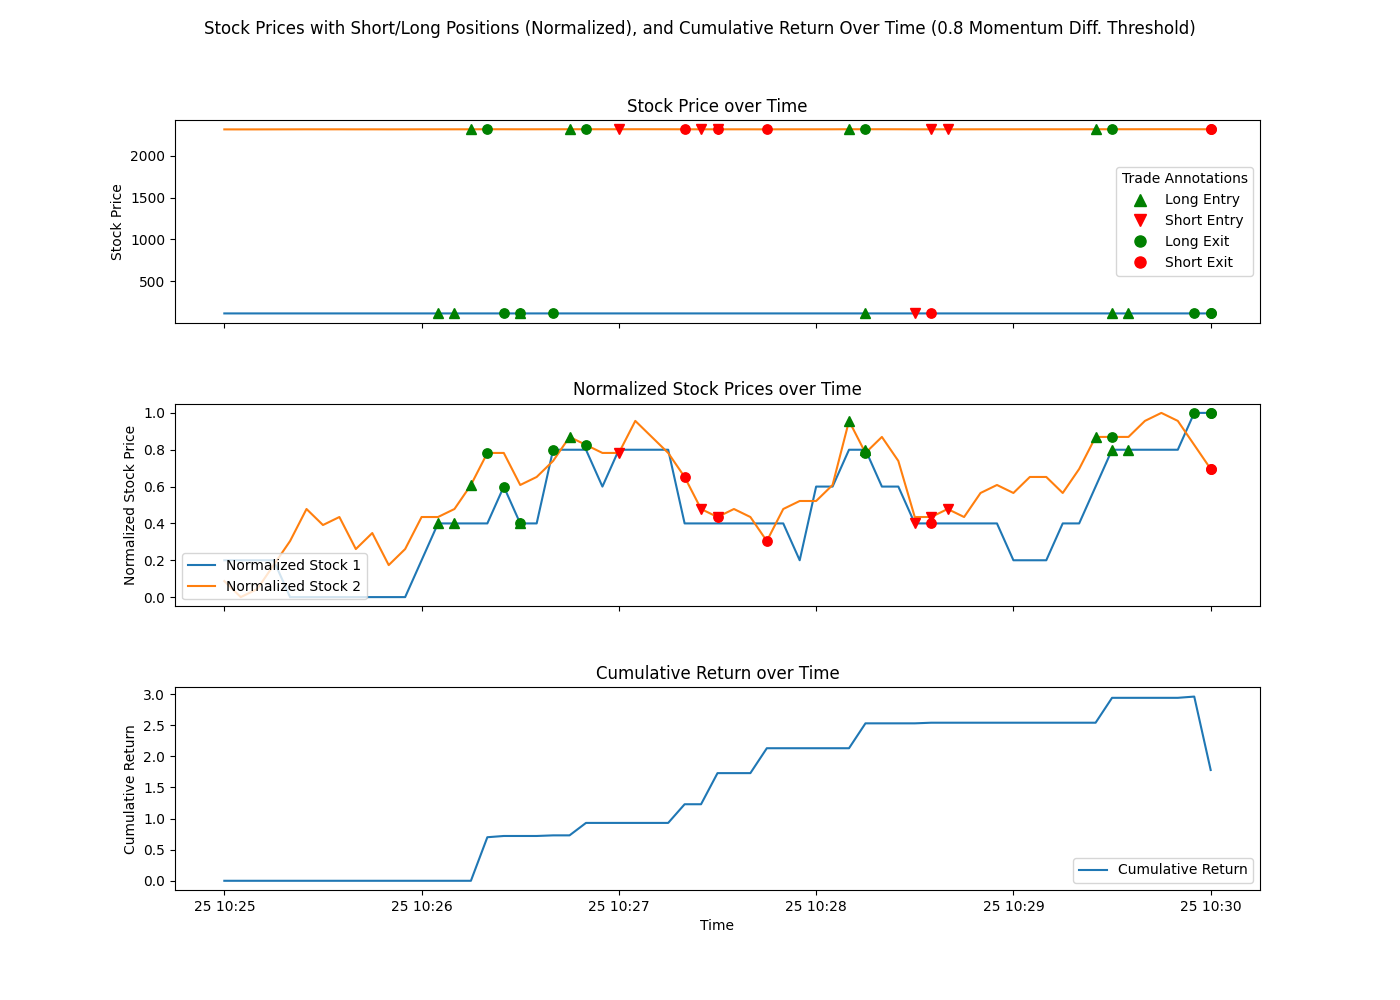 Stock Prices with Short/Long Positions (Normalized), and Cumulative Return Over Time (0.8 Momentum Diff. Threshold)
Stock Price over Time
Stock Price
2000
1500
1000
500
Trade Annotations
Long Entry
Short Entry
Long Exit
Short Exit
Normalized Stock Prices over Time
Normalized Stock Price
1.0
0.8
0.6
0.4
0.2
0.0
Normalized Stock 1
Normalized Stock 2
Cumulative Return over Time
Cumulative Return
3.0
2.5
2.0
1.5
1.0
0.5
0.0
Cumulative Return
25 10:25 25 10:26 25 10:27 25 10:28 25 10:29 25 10:30
Time